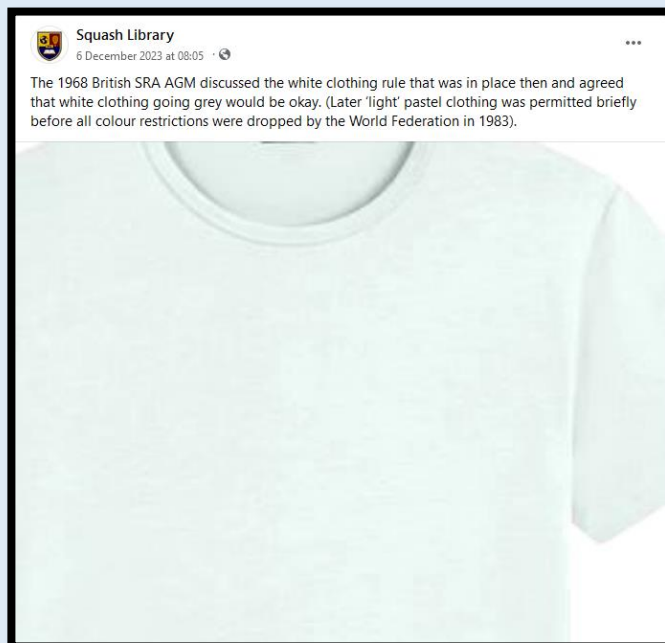 Squash Library
6 December 2023 at 08:05 ·
The 1968 British SRA AGM discussed the white clothing rule that was in place then and agreed
that white clothing going grey would be okay. (Later ‘light’ pastel clothing was permitted briefly
before all colour restrictions were dropped by the World Federation in 1983).